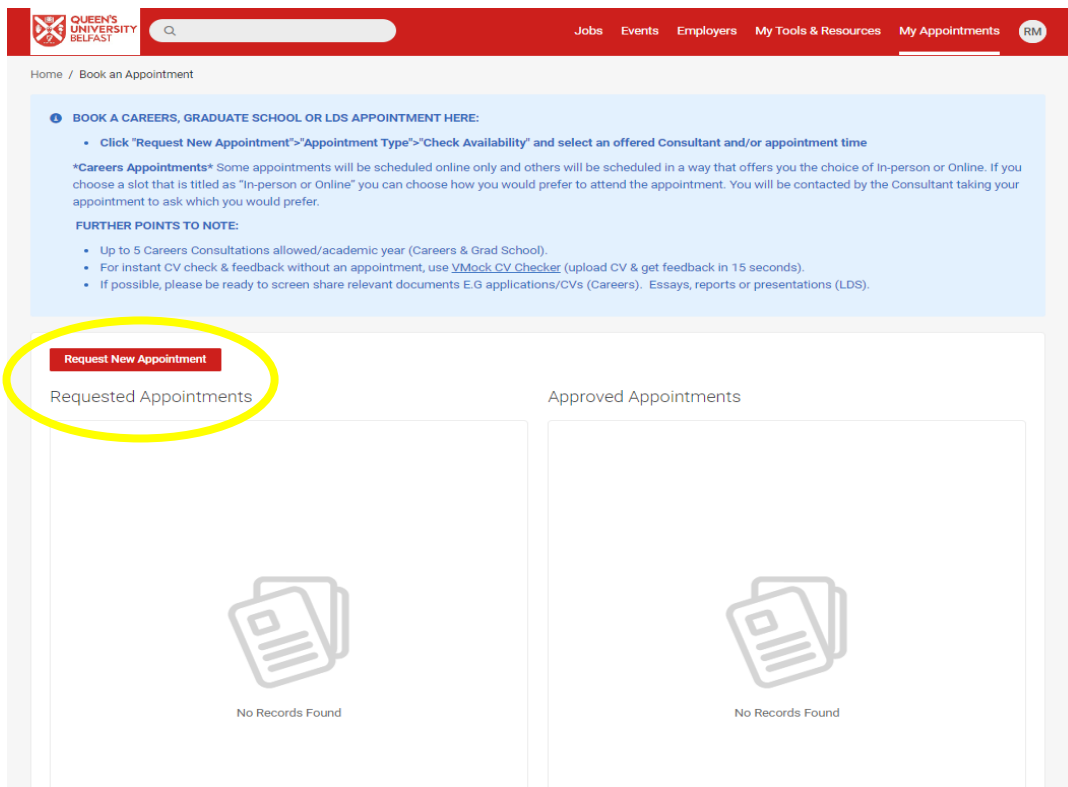 QUEEN'S
UNIVERSITY
BELFAST
Jobs Events Employers My Tools & Resources My Appointments RM
Home / Book an Appointment
BOOK A CAREERS, GRADUATE SCHOOL OR LDS APPOINTMENT HERE:
• Click "Request New Appointment">"Appointment Type">"Check Availability" and select an offered Consultant and/or appointment time
*Careers Appointments* Some appointments will be scheduled online only and others will be scheduled in a way that offers you the choice of In-person or Online. If you
choose a slot that is titled as “In-person or Online” you can choose how you would prefer to attend the appointment. You will be contacted by the Consultant taking your
appointment to ask which you would prefer.
FURTHER POINTS TO NOTE:
• Up to 5 Careers Consultations allowed/academic year (Careers & Grad School).
• For instant CV check & feedback without an appointment, use VMock CV Checker (upload CV & get feedback in 15 seconds).
• If possible, please be ready to screen share relevant documents E.G applications/CVs (Careers). Essays, reports or presentations (LDS).
Request New Appointment
Requested Appointments
Approved Appointments
No Records Found
No Records Found